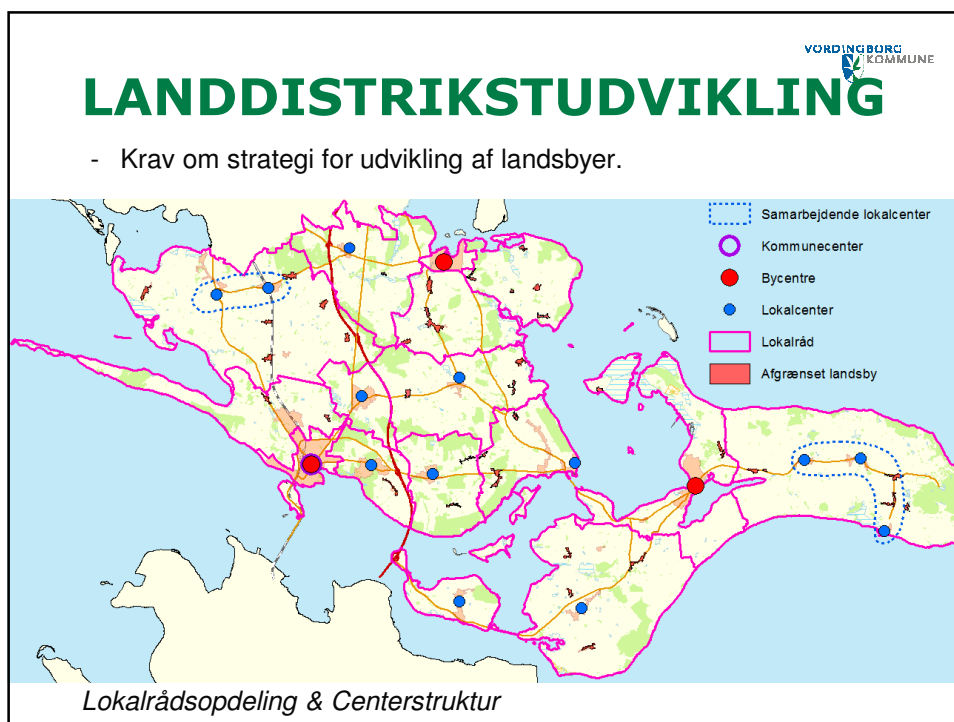 VORDINGBORG
KOMMUNE
LANDDISTRIKSTUDVIKLING
- Krav om strategi for udvikling af landsbyer.
Samarbejdende lokalcenter
Kommunecenter
Bycentre
Lokalcenter
Lokalråd
Afgrænset landsby
Lokalrådsopdeling & Centerstruktur